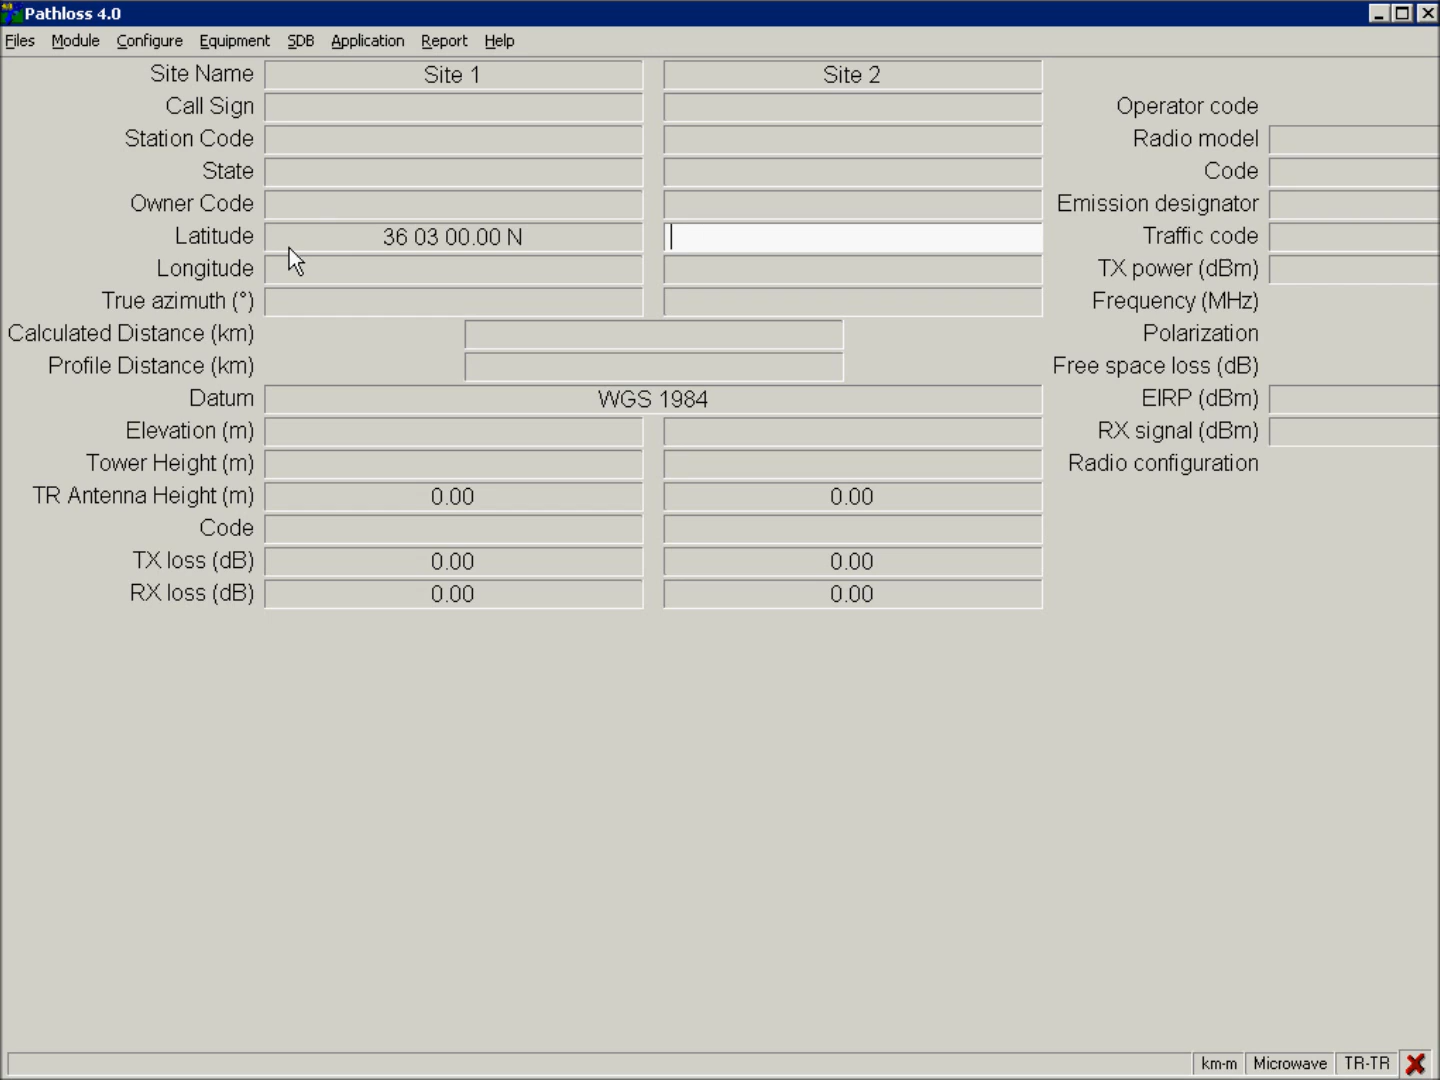 Pathloss 4.0
Files Module Configure Equipment SDB Application Report Help
Site Name Site 1 Site 2
Call Sign Operator code
Station Code Radio model
State Code
Owner Code Emission designator
Latitude 36 03 00.00 N Traffic code
Longitude TX power (dBm)
True azimuth (°) Frequency (MHz)
Calculated Distance (km) Polarization
Profile Distance (km) Free space loss (dB)
Datum WGS 1984 EIRP (dBm)
Elevation (m) RX signal (dBm)
Tower Height (m) Radio configuration
TR Antenna Height (m) 0.00 0.00
Code
TX loss (dB) 0.00 0.00
RX loss (dB) 0.00 0.00
km-m Microwave TR-TR